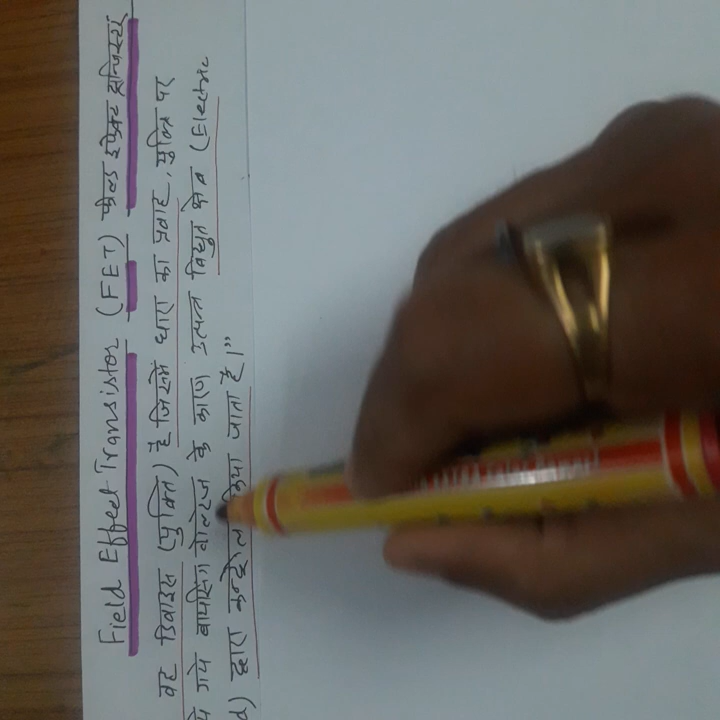 Field Effect Transistor (FET) फील्ड इफेक्ट ट्रान्जिस्टर
वह डिवाइस (युक्ति) है जिसमें धारा का प्रवाह, युक्ति पर
गये बायसिंग वोल्टेज के कारण उत्पन्न विद्युत क्षेत्र (Electric
द्वारा कन्ट्रोल किया जाता है।”